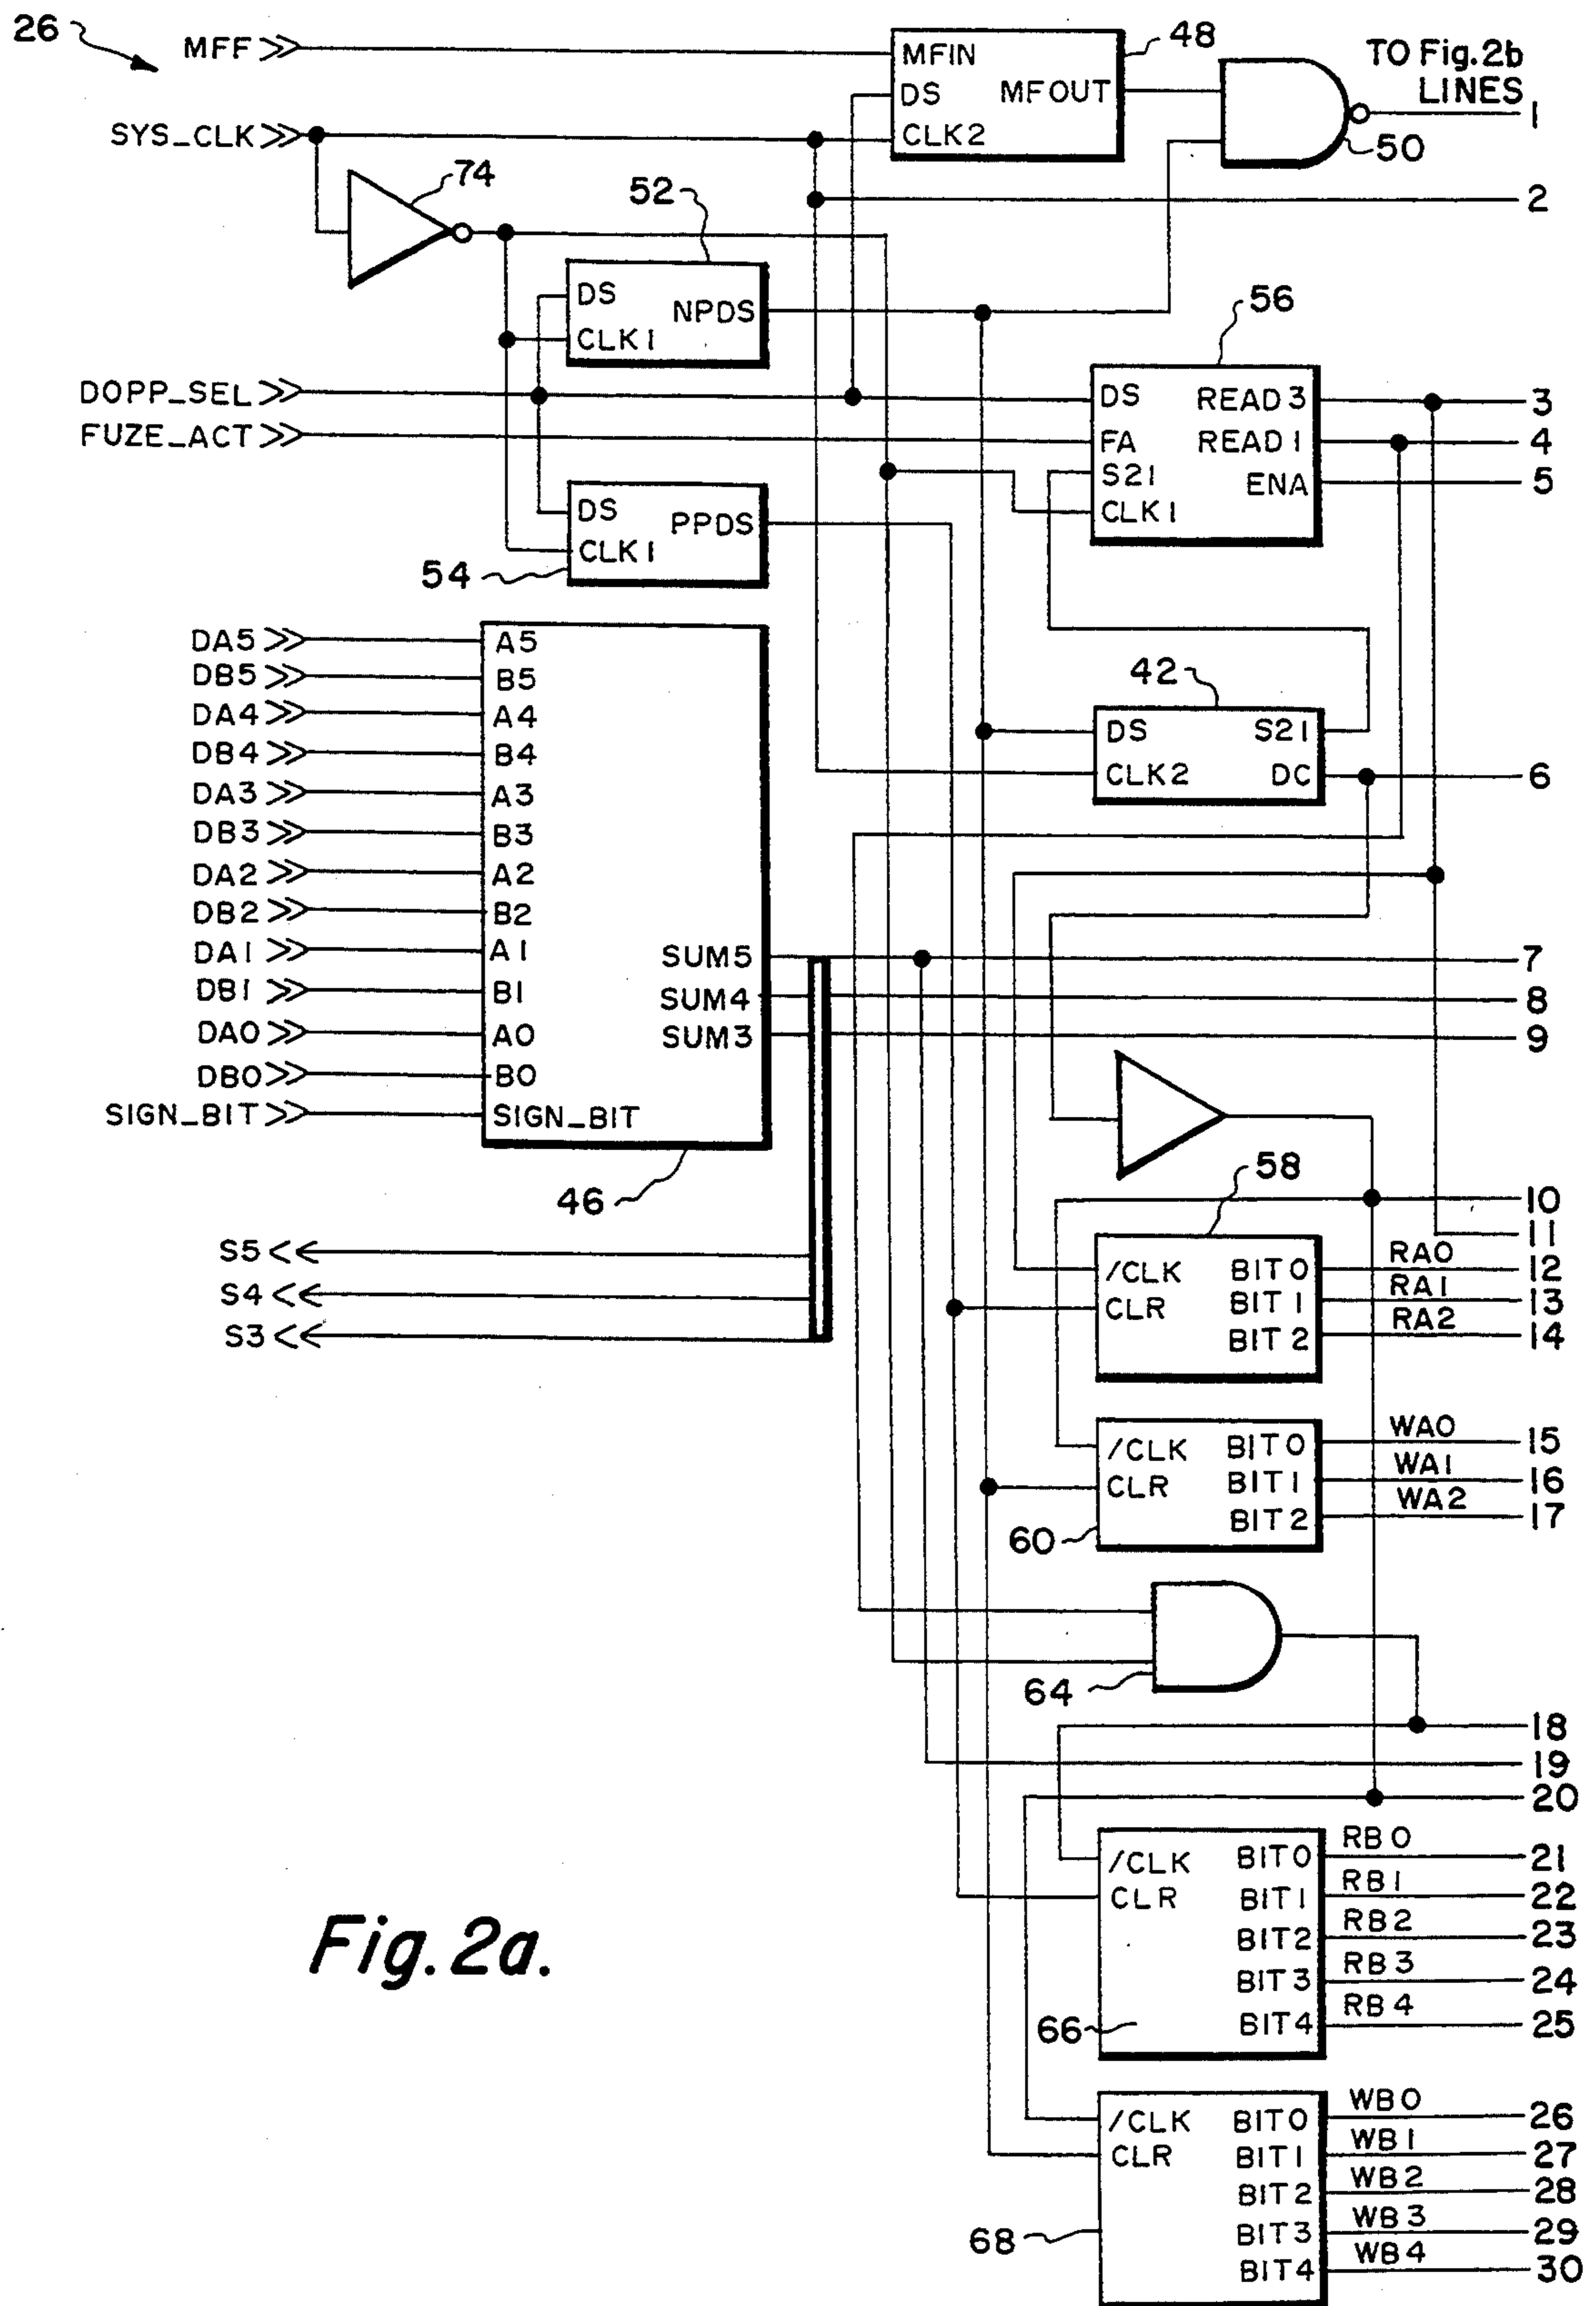 26
MFF
MFIN
DS
MFOUT
CLK2
48
TO Fig.2b
LINES
1
50
SYS_CLK
74
2
52
DS
NPDS
CLK1
56
DOPP_SEL
FUZE_ACT
DS
READ3
3
FA
READ1
4
S21
ENA
5
CLK1
DS
PPDS
CLK1
54
DA5
A5
DB5
B5
DA4
A4
DB4
B4
DA3
A3
DB3
B3
DA2
A2
DB2
B2
DA1
A1
DB1
B1
DA0
A0
DB0
B0
SIGN_BIT
SIGN_BIT
SUM5
SUM4
SUM3
46
42
DS
S21
CLK2
DC
6
7
8
9
S5
S4
S3
58
10
11
/CLK
BIT0
RA0
12
CLR
BIT1
RA1
13
BIT2
RA2
14
/CLK
BIT0
WA0
15
CLR
BIT1
WA1
16
BIT2
WA2
17
60
64
18
19
20
/CLK
BIT0
RB0
21
CLR
BIT1
RB1
22
BIT2
RB2
23
BIT3
RB3
24
BIT4
RB4
25
66
/CLK
BIT0
WB0
26
CLR
BIT1
WB1
27
BIT2
WB2
28
BIT3
WB3
29
BIT4
WB4
30
68
Fig. 2a.